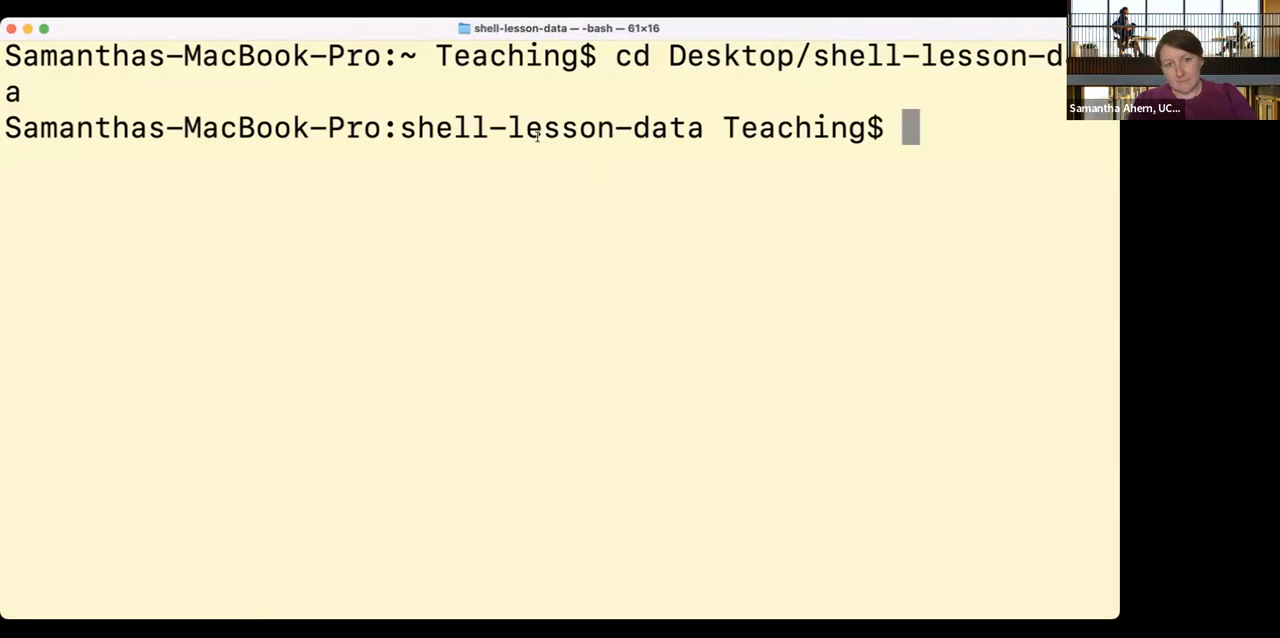 shell-lesson-data — -bash — 61×16
Samanthas-MacBook-Pro:~ Teaching$ cd Desktop/shell-lesson-d
a
Samanthas-MacBook-Pro:shell-lesson-data Teaching$
Samantha Ahern, UC...